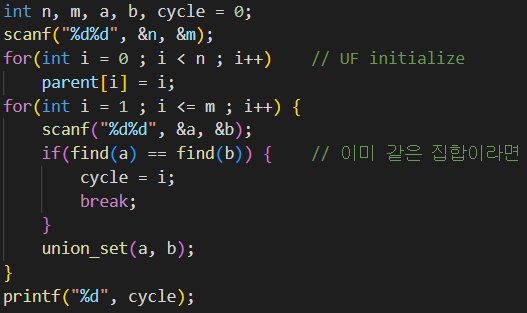 int n, m, a, b, cycle = 0;
scanf("%d%d", &n, &m);
for(int i = 0 ; i < n ; i++)    // UF initialize
    parent[i] = i;
for(int i = 1 ; i <= m ; i++) {
    scanf("%d%d", &a, &b);
    if(find(a) == find(b)) {    // 이미 같은 집합이라면
        cycle = i;
        break;
    }
    union_set(a, b);
}
printf("%d", cycle);